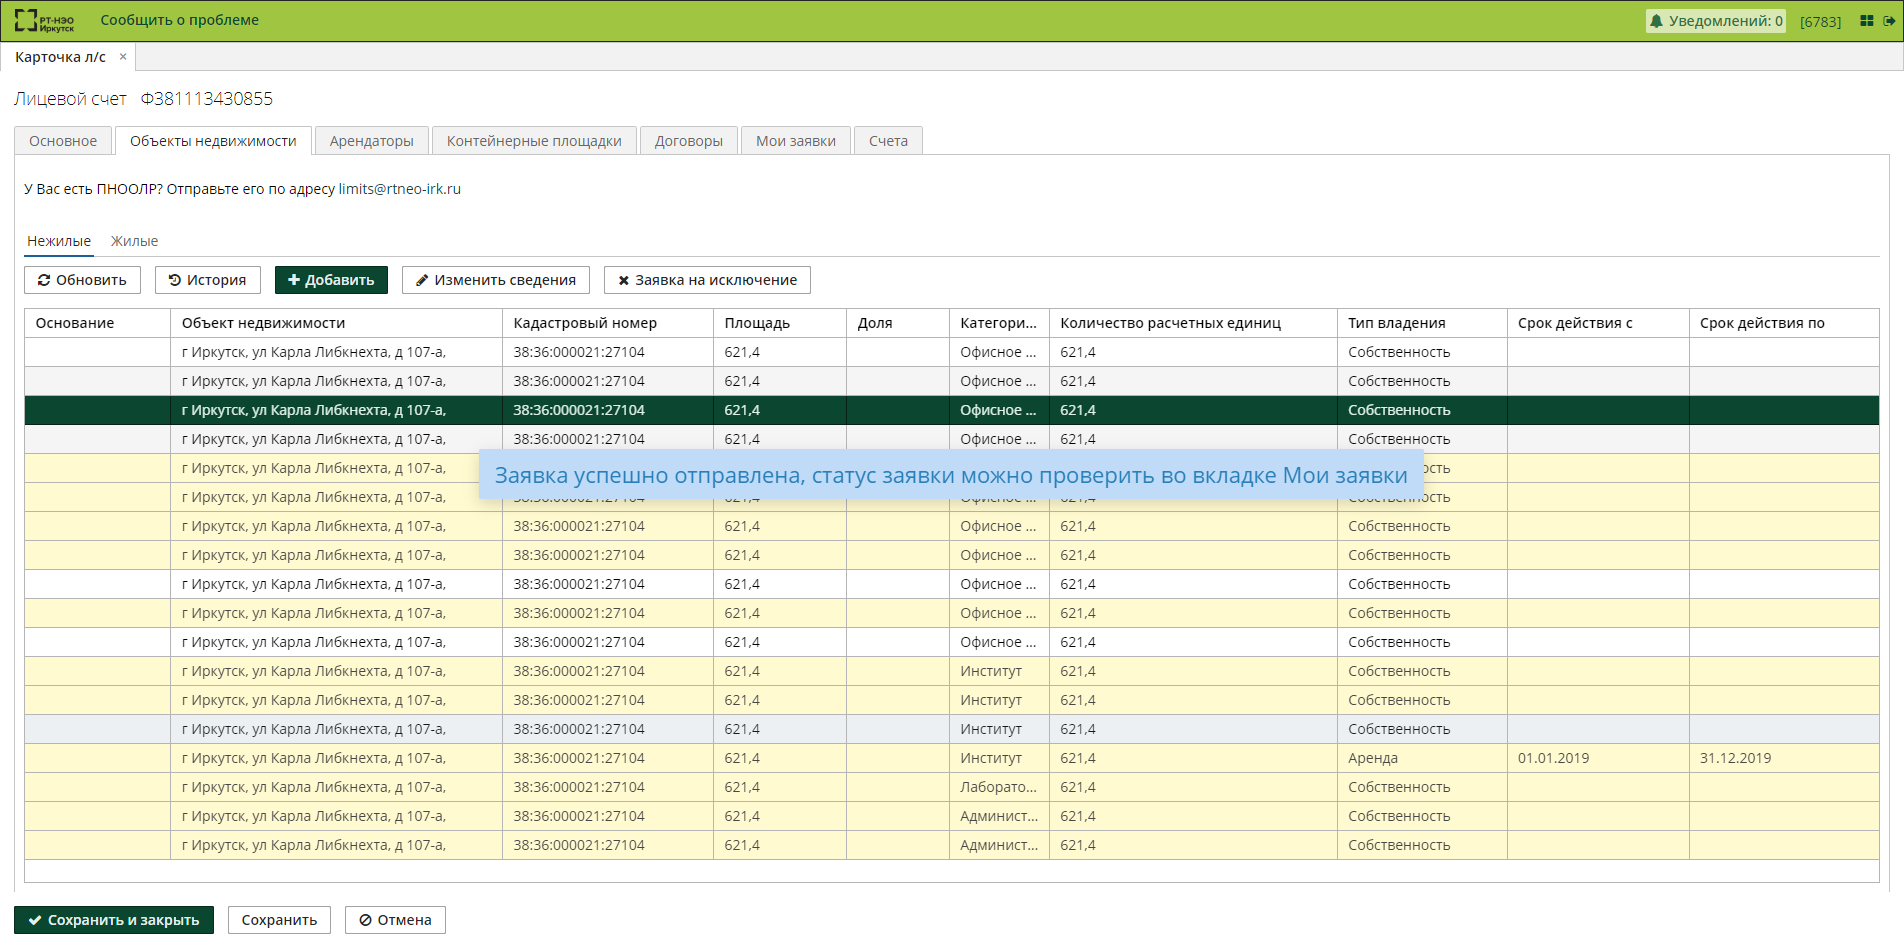 РТ-НЭО Иркутск Сообщить о проблеме Уведомлений: 0 [6783]
Карточка л/с ×
Лицевой счет Ф381113430855
Основное Объекты недвижимости Арендаторы Контейнерные площадки Договоры Мои заявки Счета
У Вас есть ПНООЛР? Отправьте его по адресу limits@rtneo-irk.ru
Нежилые Жилые
Обновить История Добавить Изменить сведения Заявка на исключение
Основание Объект недвижимости Кадастровый номер Площадь Доля Категори... Количество расчетных единиц Тип владения Срок действия с Срок действия по
г Иркутск, ул Карла Либкнехта, д 107-а, 38:36:000021:27104 621,4 Офисное ... 621,4 Собственность
г Иркутск, ул Карла Либкнехта, д 107-а, 38:36:000021:27104 621,4 Офисное ... 621,4 Собственность
г Иркутск, ул Карла Либкнехта, д 107-а, 38:36:000021:27104 621,4 Офисное ... 621,4 Собственность
г Иркутск, ул Карла Либкнехта, д 107-а, 38:36:000021:27104 621,4 Офисное ... 621,4 Собственность
г Иркутск, ул Карла Либкнехта, д 107-а,
Заявка успешно отправлена, статус заявки можно проверить во вкладке Мои заявки
г Иркутск, ул Карла Либкнехта, д 107-а,
г Иркутск, ул Карла Либкнехта, д 107-а, 38:36:000021:27104 621,4 Офисное ... 621,4 Собственность
г Иркутск, ул Карла Либкнехта, д 107-а, 38:36:000021:27104 621,4 Офисное ... 621,4 Собственность
г Иркутск, ул Карла Либкнехта, д 107-а, 38:36:000021:27104 621,4 Офисное ... 621,4 Собственность
г Иркутск, ул Карла Либкнехта, д 107-а, 38:36:000021:27104 621,4 Офисное ... 621,4 Собственность
г Иркутск, ул Карла Либкнехта, д 107-а, 38:36:000021:27104 621,4 Офисное ... 621,4 Собственность
г Иркутск, ул Карла Либкнехта, д 107-а, 38:36:000021:27104 621,4 Институт 621,4 Собственность
г Иркутск, ул Карла Либкнехта, д 107-а, 38:36:000021:27104 621,4 Институт 621,4 Собственность
г Иркутск, ул Карла Либкнехта, д 107-а, 38:36:000021:27104 621,4 Институт 621,4 Собственность
г Иркутск, ул Карла Либкнехта, д 107-а, 38:36:000021:27104 621,4 Институт 621,4 Аренда 01.01.2019 31.12.2019
г Иркутск, ул Карла Либкнехта, д 107-а, 38:36:000021:27104 621,4 Лаборато... 621,4 Собственность
г Иркутск, ул Карла Либкнехта, д 107-а, 38:36:000021:27104 621,4 Админист... 621,4 Собственность
г Иркутск, ул Карла Либкнехта, д 107-а, 38:36:000021:27104 621,4 Админист... 621,4 Собственность
Сохранить и закрыть Сохранить Отмена